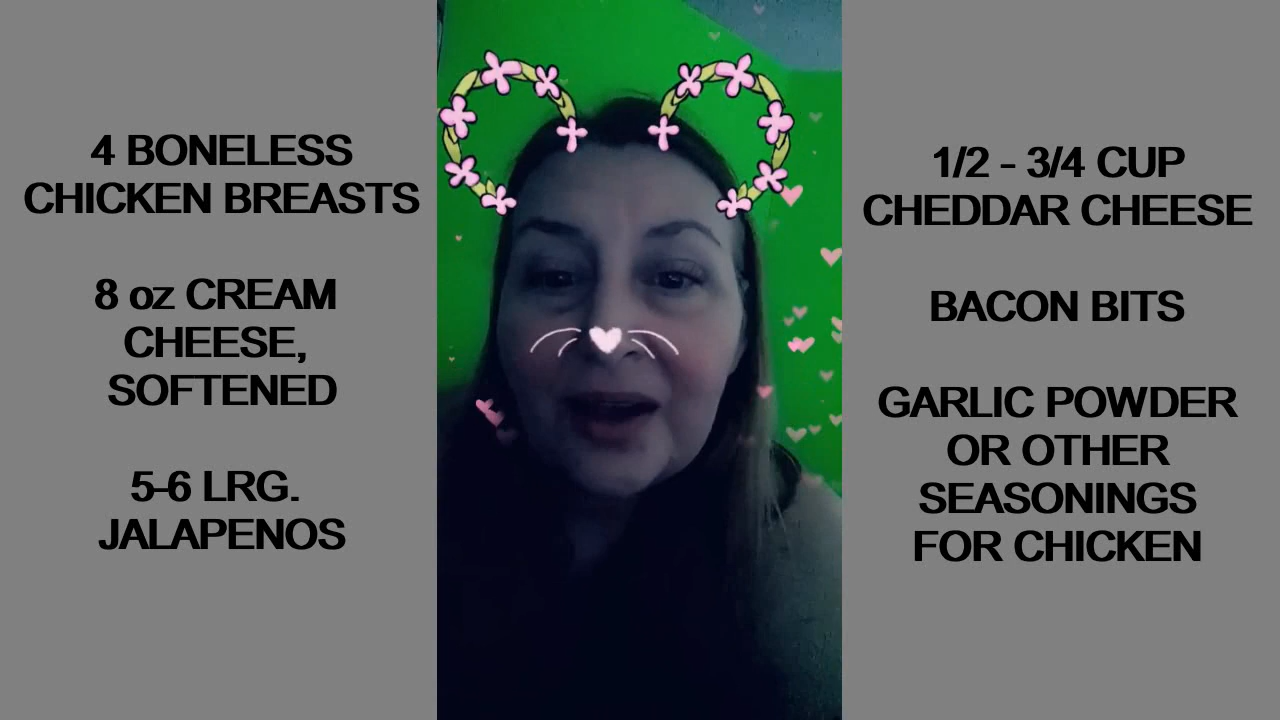 4 BONELESS
CHICKEN BREASTS
8 oz CREAM
CHEESE,
SOFTENED
5-6 LRG.
JALAPENOS
1/2 - 3/4 CUP
CHEDDAR CHEESE
BACON BITS
GARLIC POWDER
OR OTHER
SEASONINGS
FOR CHICKEN